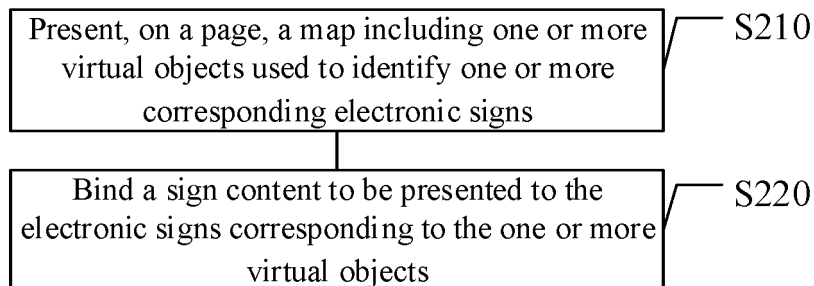 Present, on a page, a map including one or more
S210
virtual objects used to identify one or more
corresponding electronic signs
Bind a sign content to be presented to the
S220
electronic signs corresponding to the one or more
virtual objects